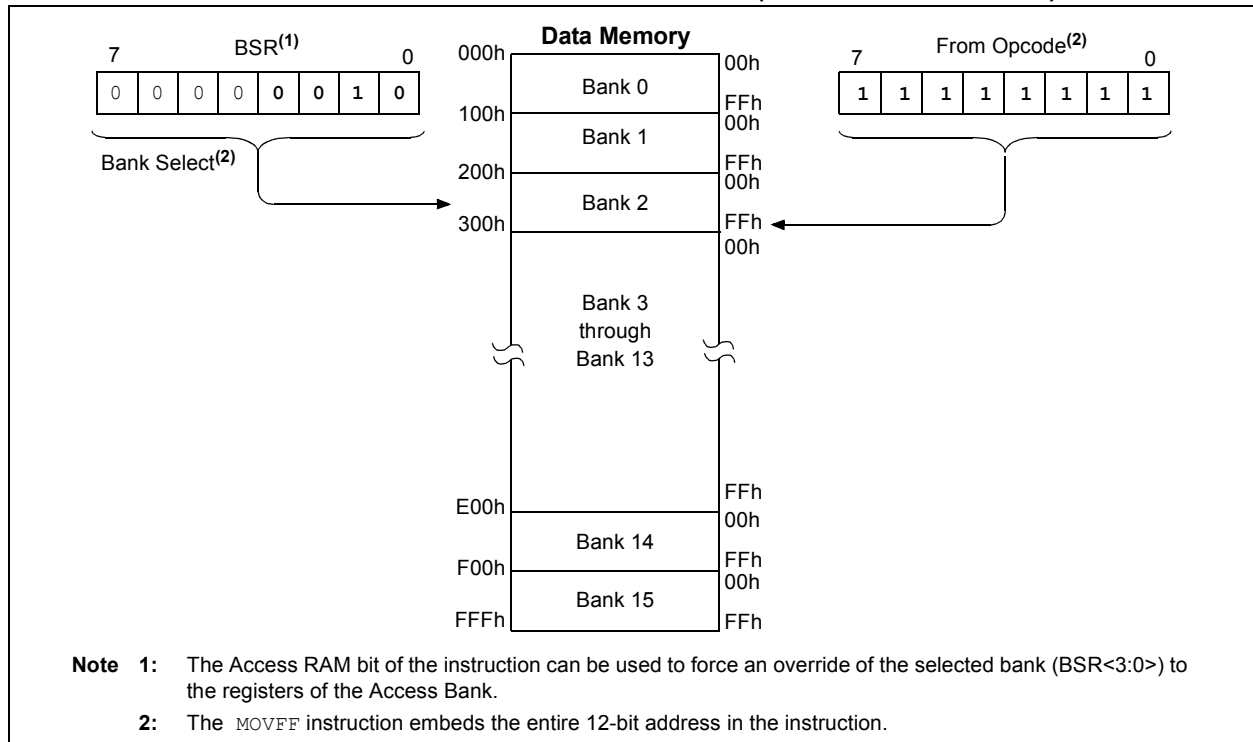 7 BSR(1) 0
0 0 0 0 0 0 1 0
Bank Select(2)
Data Memory
000h
00h
Bank 0
FFh
100h
00h
Bank 1
FFh
200h
00h
Bank 2
FFh
300h
00h
Bank 3
through
Bank 13
FFh
E00h
00h
Bank 14
FFh
F00h
00h
Bank 15
FFFh
FFh
7 From Opcode(2) 0
1 1 1 1 1 1 1 1
Note 1: The Access RAM bit of the instruction can be used to force an override of the selected bank (BSR<3:0>) to
the registers of the Access Bank.
2: The MOVFF instruction embeds the entire 12-bit address in the instruction.